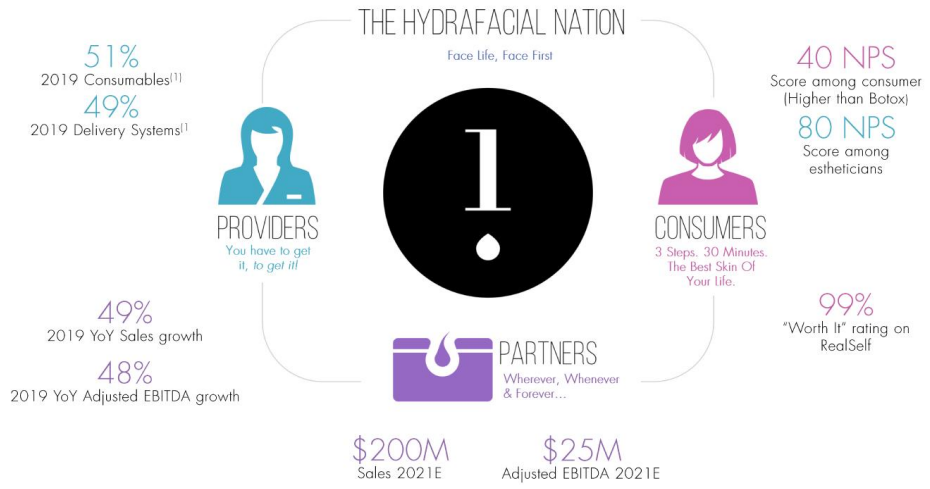 THE HYDRAFACIAL NATION
Face Life, Face First
51%
2019 Consumables(1)
49%
2019 Delivery Systems(1
PROVIDERS
You have to get
it, to get it!
40 NPS
Score among consumer
(Higher than Botox)
80 NPS
Score among
estheticians
CONSUMERS
3 Steps. 30 Minutes.
The Best Skin Of
Your Life.
49%
2019 YoY Sales growth
48%
2019 YoY Adjusted EBITDA growth
PARTNERS
Wherever, Whenever
& Forever...
99%
"Worth It" rating on
RealSelf
$200M
Sales 2021E
$25M
Adjusted EBITDA 2021E